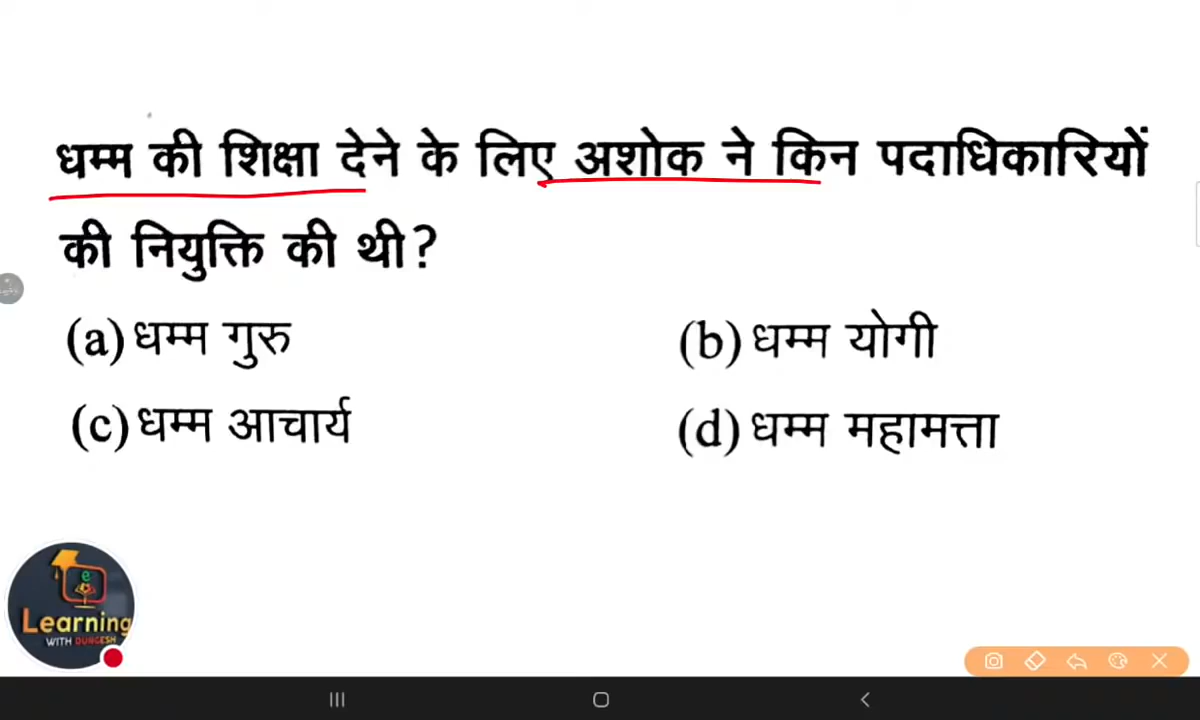 धम्म की शिक्षा देने के लिए अशोक ने किन पदाधिकारियों
की नियुक्ति की थी?
(a) धम्म गुरु
(b) धम्म योगी
(c) धम्म आचार्य
(d) धम्म महामत्ता
e
Learning
WITH DURGESH